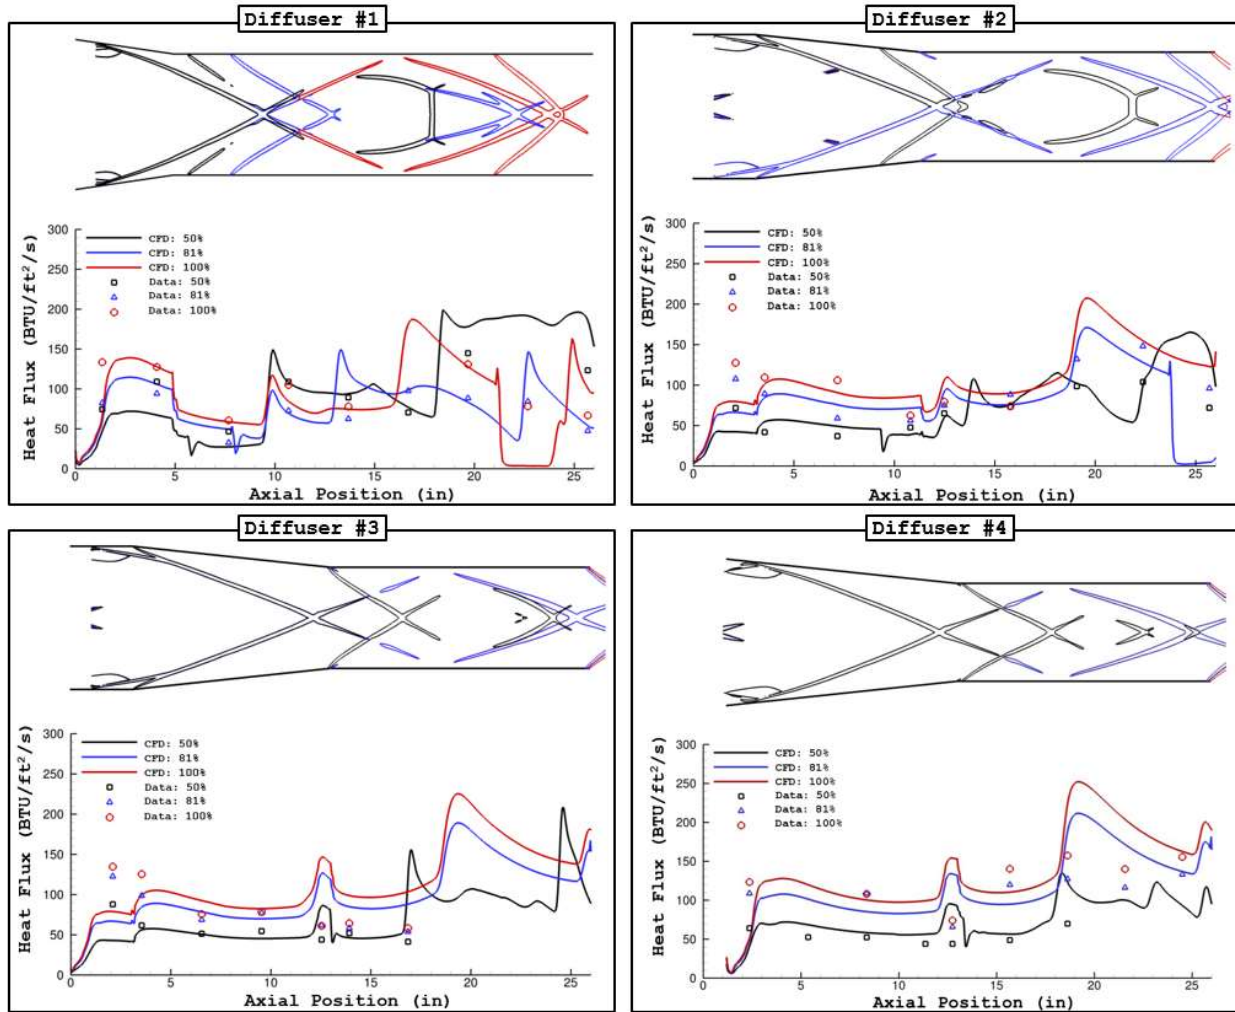 Diffuser #1
Heat Flux (BTU/ft²/s)
300
250
200
150
100
50
0
CFD: 50%
CFD: 81%
CFD: 100%
Data: 50%
Data: 81%
Data: 100%
0 5 10 15 20 25
Axial Position (in)
Diffuser #2
Heat Flux (BTU/ft²/s)
300
250
200
150
100
50
0
CFD: 50%
CFD: 81%
CFD: 100%
Data: 50%
Data: 81%
Data: 100%
0 5 10 15 20 25
Axial Position (in)
Diffuser #3
Heat Flux (BTU/ft²/s)
300
250
200
150
100
50
0
CFD: 50%
CFD: 81%
CFD: 100%
Data: 50%
Data: 81%
Data: 100%
0 5 10 15 20 25
Axial Position (in)
Diffuser #4
Heat Flux (BTU/ft²/s)
300
250
200
150
100
50
0
CFD: 50%
CFD: 81%
CFD: 100%
Data: 50%
Data: 81%
Data: 100%
0 5 10 15 20 25
Axial Position (in)